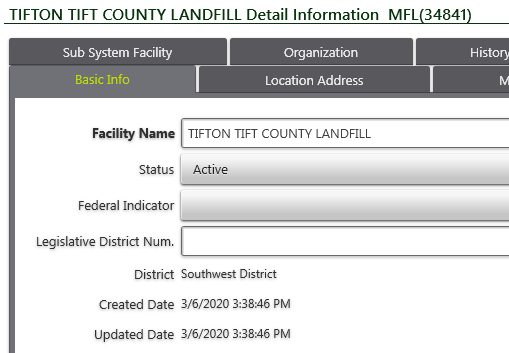 TIFTON TIFT COUNTY LANDFILL Detail Information MFL(34841)
Sub System Facility Organization History
Basic Info Location Address M
Facility Name TIFTON TIFT COUNTY LANDFILL
Status Active
Federal Indicator
Legislative District Num.
District Southwest District
Created Date 3/6/2020 3:38:46 PM
Updated Date 3/6/2020 3:38:46 PM